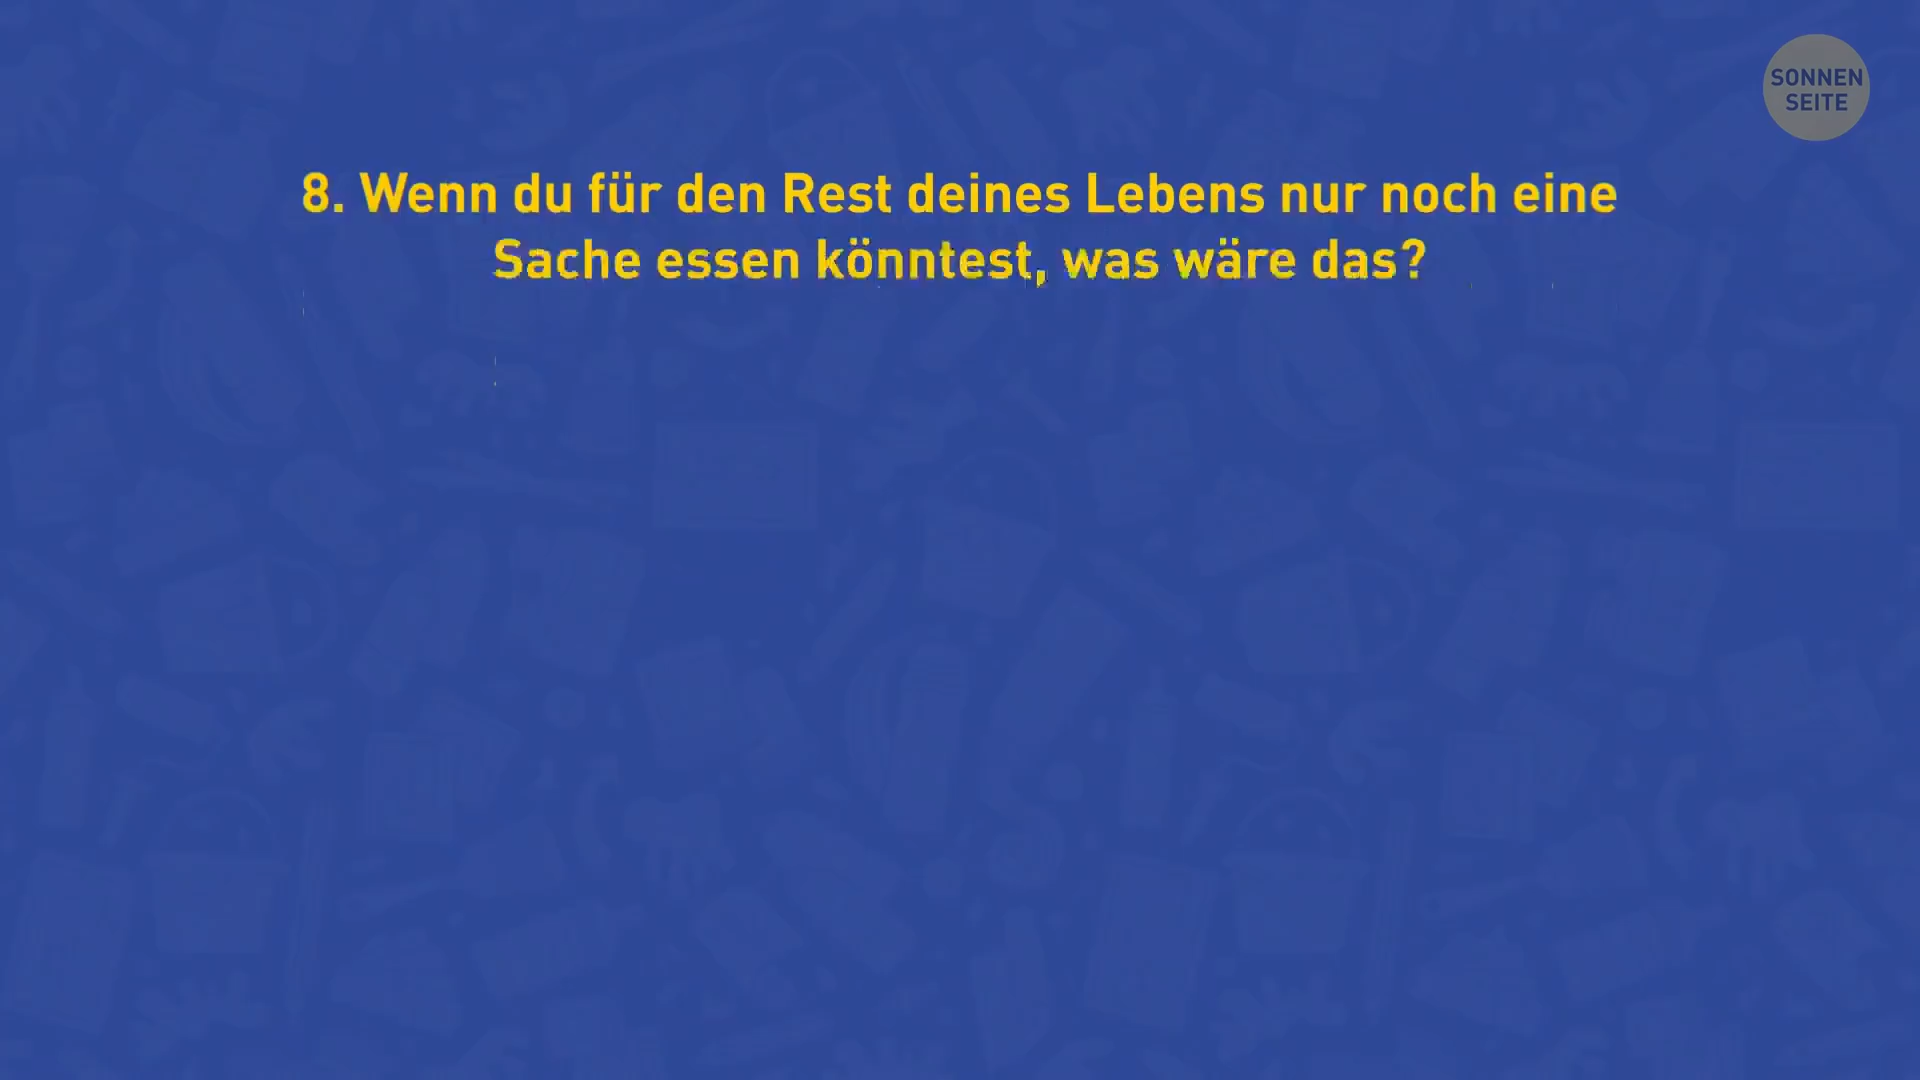 SONNEN
SEITE
8. Wenn du für den Rest deines Lebens nur noch eine
Sache essen könntest, was wäre das?